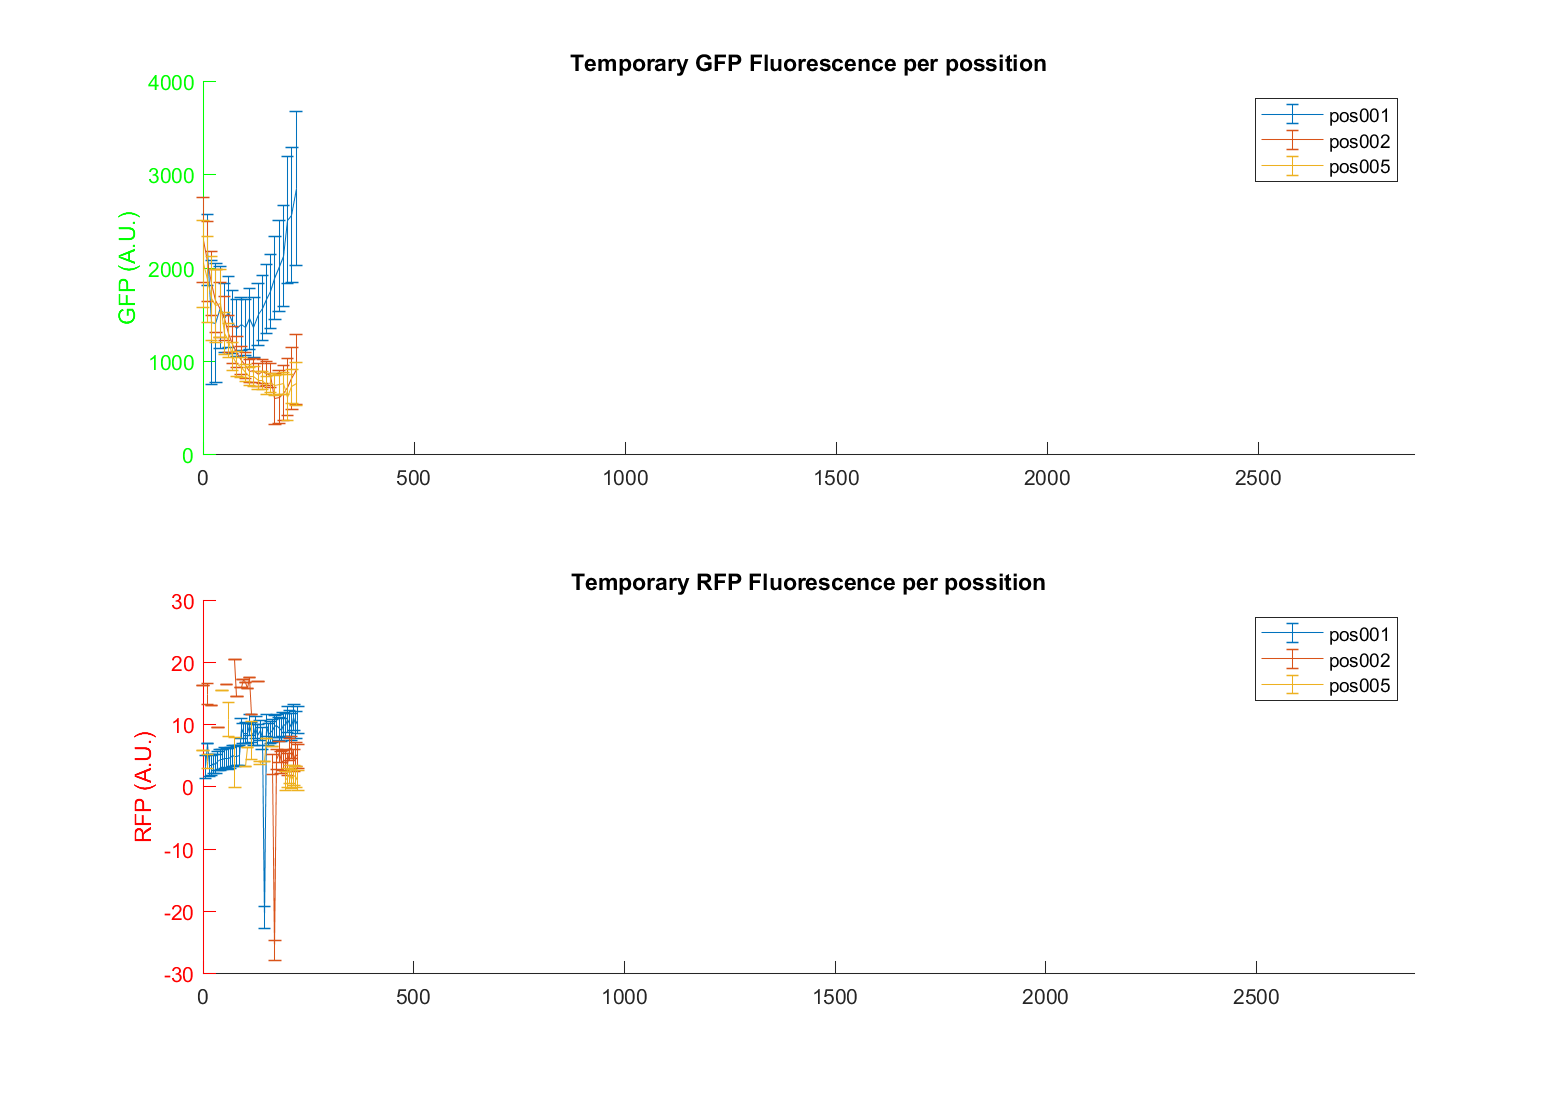 Temporary GFP Fluorescence per possition
4000
3000
2000
1000
0
GFP (A.U.)
pos001
pos002
pos005
0 500 1000 1500 2000 2500
Temporary RFP Fluorescence per possition
30
20
10
0
-10
-20
-30
RFP (A.U.)
pos001
pos002
pos005
0 500 1000 1500 2000 2500